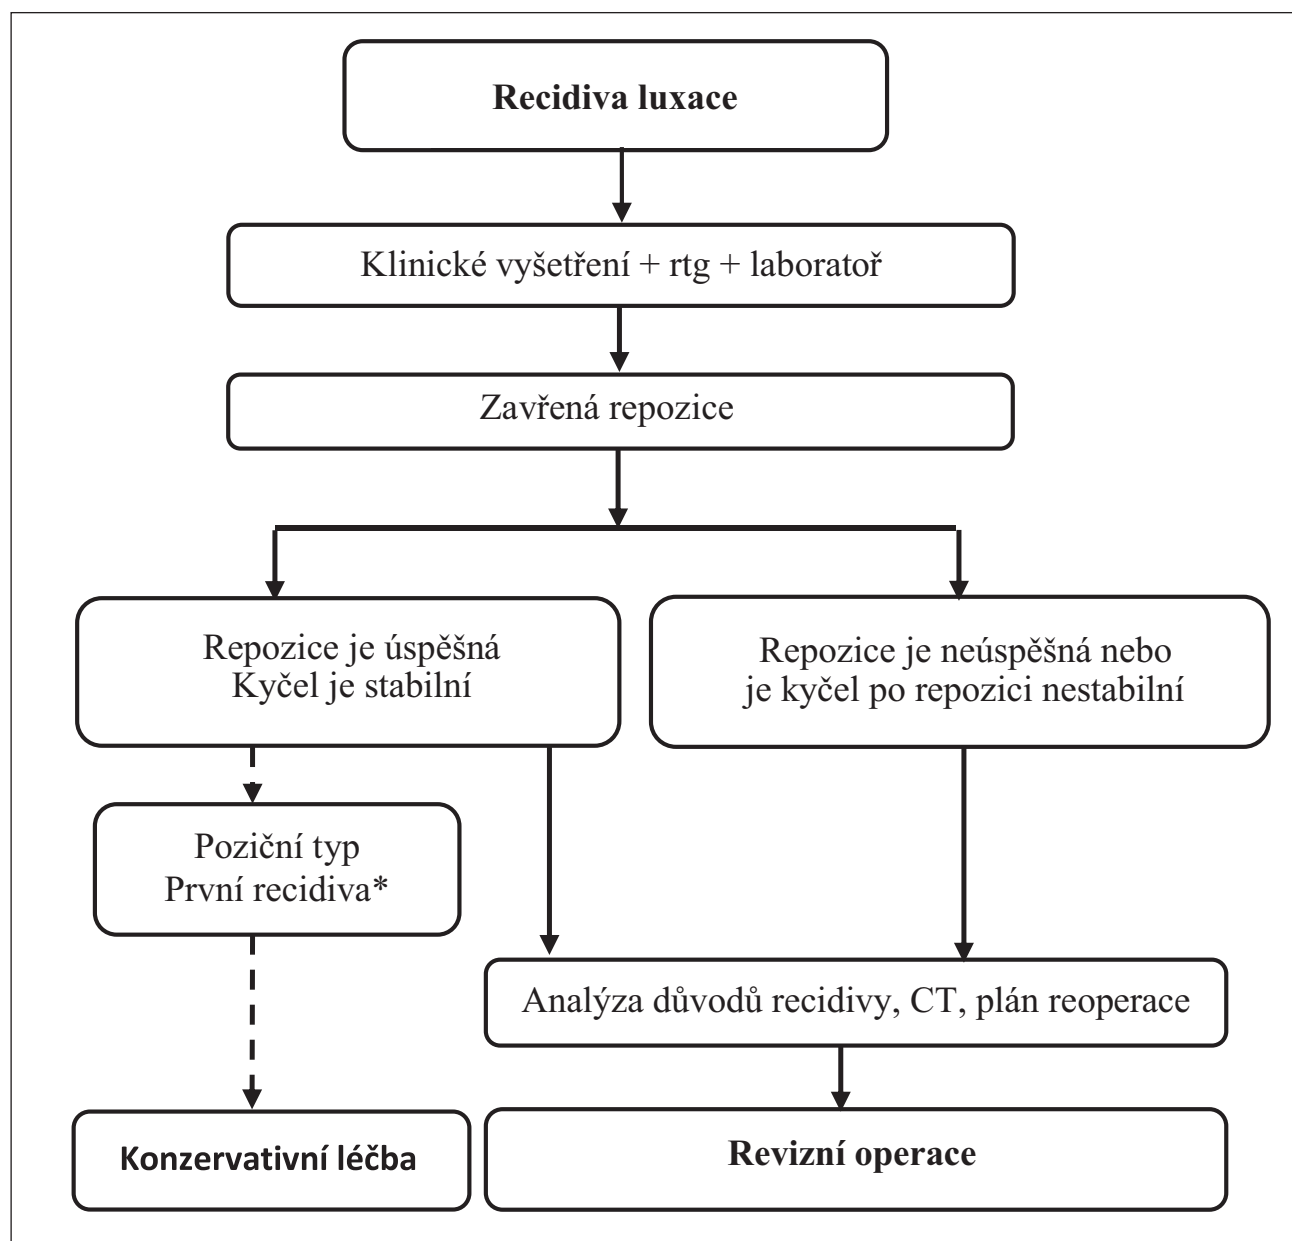 Recidiva luxace
Klinické vyšetření + rtg + laboratoř
Zavřená repozice
Repozice je úspěšná
Kyčel je stabilní
Repozice je neúspěšná nebo
je kyčel po repozici nestabilní
Poziční typ
První recidiva*
Analýza důvodů recidivy, CT, plán reoperace
Konzervativní léčba
Revizní operace